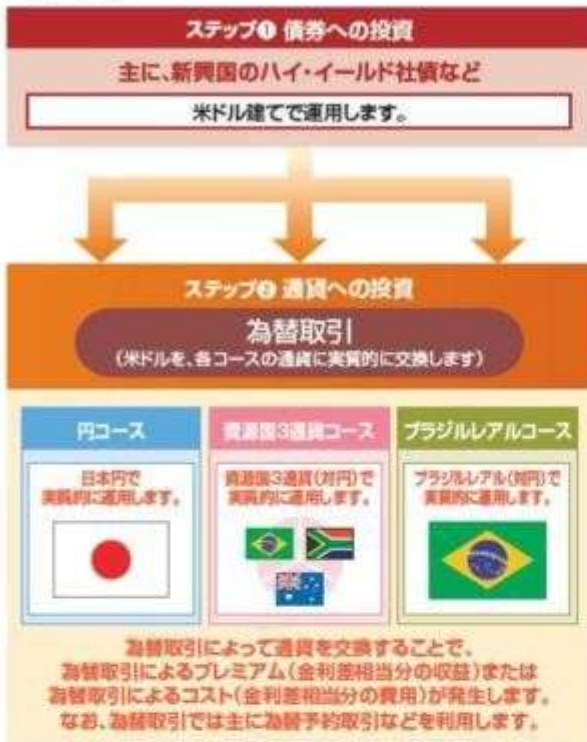 ステップ❶ 債券への投資
主に、新興国のハイ・イールド社債など
米ドル建てで運用します。
ステップ❷ 通貨への投資
為替取引
(米ドルを、各コースの通貨に実質的に交換します)
円コース
日本円で
実質的に運用します。
資源国3通貨コース
資源国3通貨(対円)で
実質的に運用します。
ブラジルレアルコース
ブラジルレアル(対円)で
実質的に運用します。
為替取引によって通貨を交換することで、
為替取引によるプレミアム(金利差相当分の収益)または
為替取引によるコスト(金利差相当分の費用)が発生します。
なお、為替取引では主に為替予約取引などを利用します。